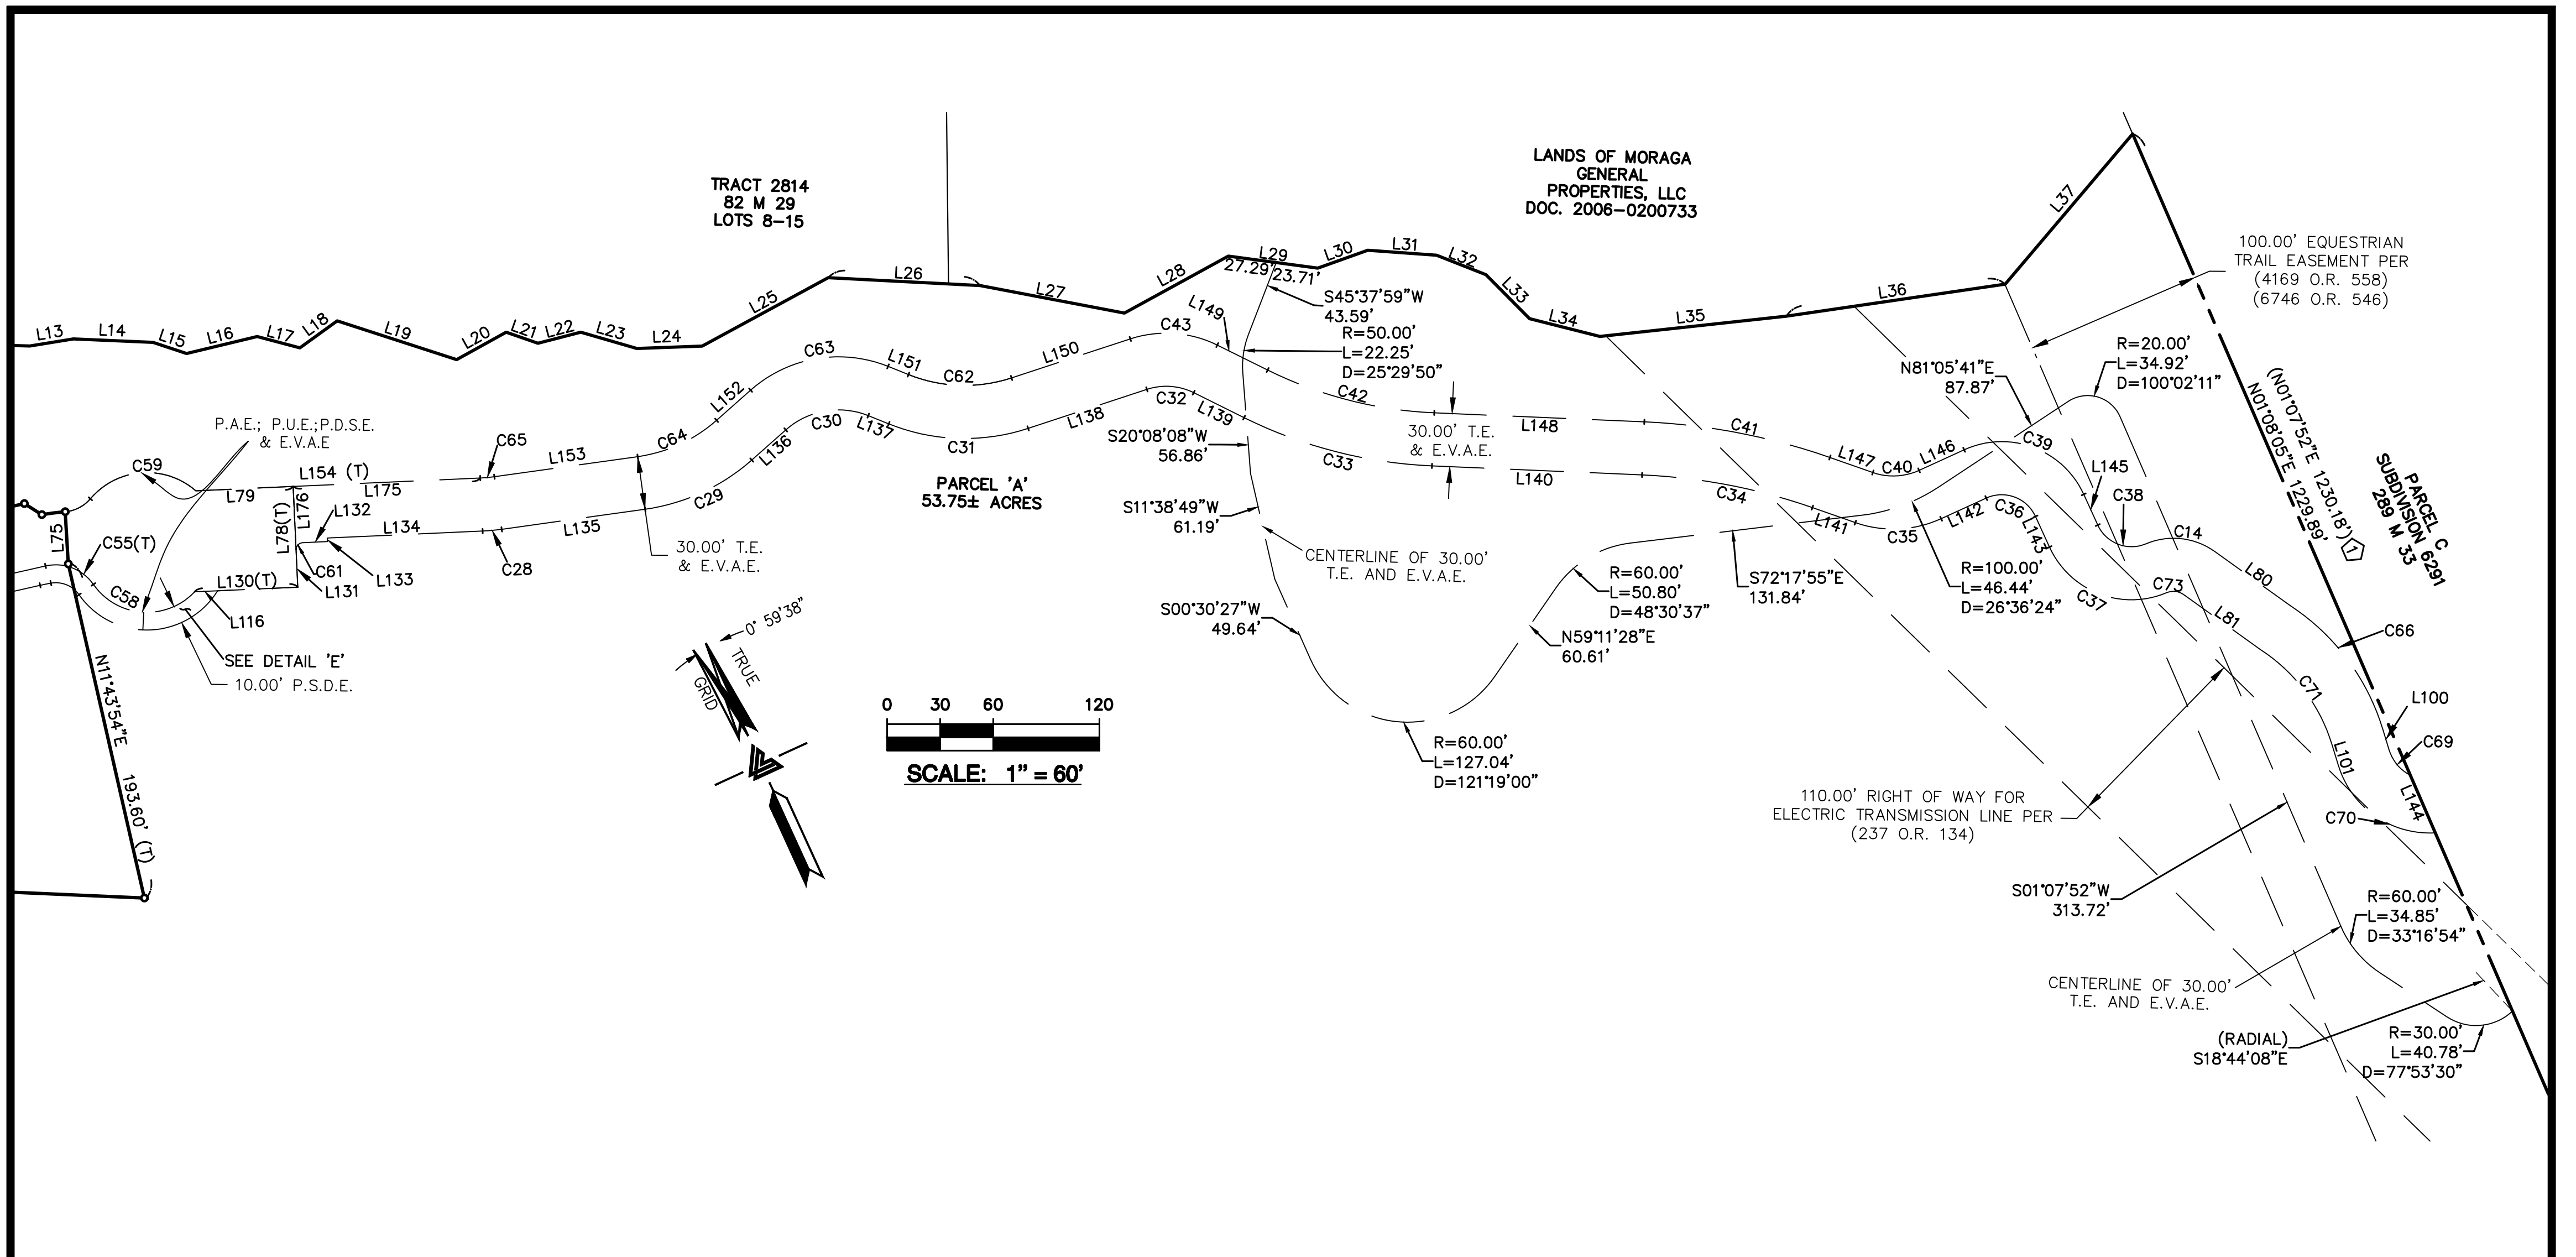 TRACT 2814
82 M 29
LOTS 8-15
LANDS OF MORAGA
GENERAL
PROPERTIES, LLC
DOC. 2006-0200733
L13
L14
L15
L16
L17
L18
L19
L20
L21
L22
L23
L24
L25
L26
L27
L28
L29
27.29'
23.71'
L30
L31
L32
L33
L34
L35
L36
L37
100.00' EQUESTRIAN
TRAIL EASEMENT PER
(4169 O.R. 558)
(6746 O.R. 546)
S45°37'59"W
43.59'
R=50.00'
L=22.25'
D=25°29'50"
N81°05'41"E
87.87'
R=20.00'
L=34.92'
D=100°02'11"
(N01°07'52"E 1230.18')
N01°08'05"E 1229.89'
1
PARCEL C
SUBDIVISION 6291
289 M 33
P.A.E.; P.U.E.;P.D.S.E.
& E.V.A.E
C59
L79
L154 (T)
L175
C65
L153
C64
L152
C63
L151
C62
L150
C43
L149
C42
30.00' T.E.
& E.V.A.E.
L148
C41
L147
C40
L146
C39
L145
C38
C14
L80
L75
C55(T)
C58
L130(T)
L116
L78(T)
L176
L132
C61
L131
L133
L134
C28
L135
C29
L136
C30
L137
C31
L138
C32
L139
C33
L140
C34
L141
C35
L142
C36
L143
C37
C73
L81
C66
PARCEL 'A'
53.75± ACRES
S20°08'08"W
56.86'
S11°38'49"W
61.19'
CENTERLINE OF 30.00'
T.E. AND E.V.A.E.
S00°30'27"W
49.64'
R=60.00'
L=50.80'
D=48°30'37"
N59°11'28"E
60.61'
S72°17'55"E
131.84'
R=100.00'
L=46.44'
D=26°36'24"
30.00' T.E.
& E.V.A.E.
SEE DETAIL 'E'
10.00' P.S.D.E.
N11°43'54"E 193.60' (T)
0° 59'38"
TRUE
GRID
0 30 60 120
SCALE: 1" = 60'
R=60.00'
L=127.04'
D=121°19'00"
C71
L100
C69
L101
L144
C70
110.00' RIGHT OF WAY FOR
ELECTRIC TRANSMISSION LINE PER
(237 O.R. 134)
S01°07'52"W
313.72'
R=60.00'
L=34.85'
D=33°16'54"
CENTERLINE OF 30.00'
T.E. AND E.V.A.E.
(RADIAL)
S18°44'08"E
R=30.00'
L=40.78'
D=77°53'30"